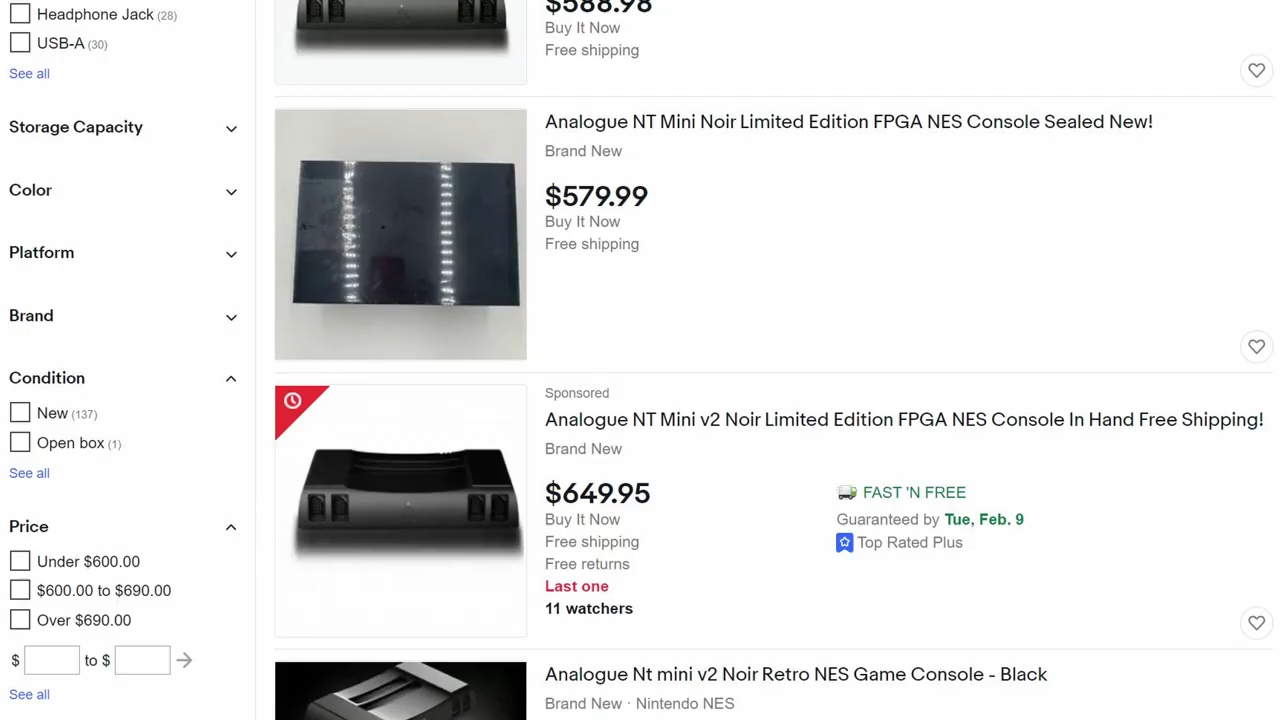 Headphone Jack (28)
USB-A (30)
See all
Storage Capacity
Color
Platform
Brand
Condition
New (137)
Open box (1)
See all
Price
Under $600.00
$600.00 to $690.00
Over $690.00
$ to $
See all
$588.98
Buy It Now
Free shipping
Analogue NT Mini Noir Limited Edition FPGA NES Console Sealed New!
Brand New
$579.99
Buy It Now
Free shipping
Sponsored
Analogue NT Mini v2 Noir Limited Edition FPGA NES Console In Hand Free Shipping!
Brand New
$649.95
Buy It Now
Free shipping
Free returns
Last one
11 watchers
FAST 'N FREE
Guaranteed by Tue, Feb. 9
Top Rated Plus
Analogue Nt mini v2 Noir Retro NES Game Console - Black
Brand New · Nintendo NES